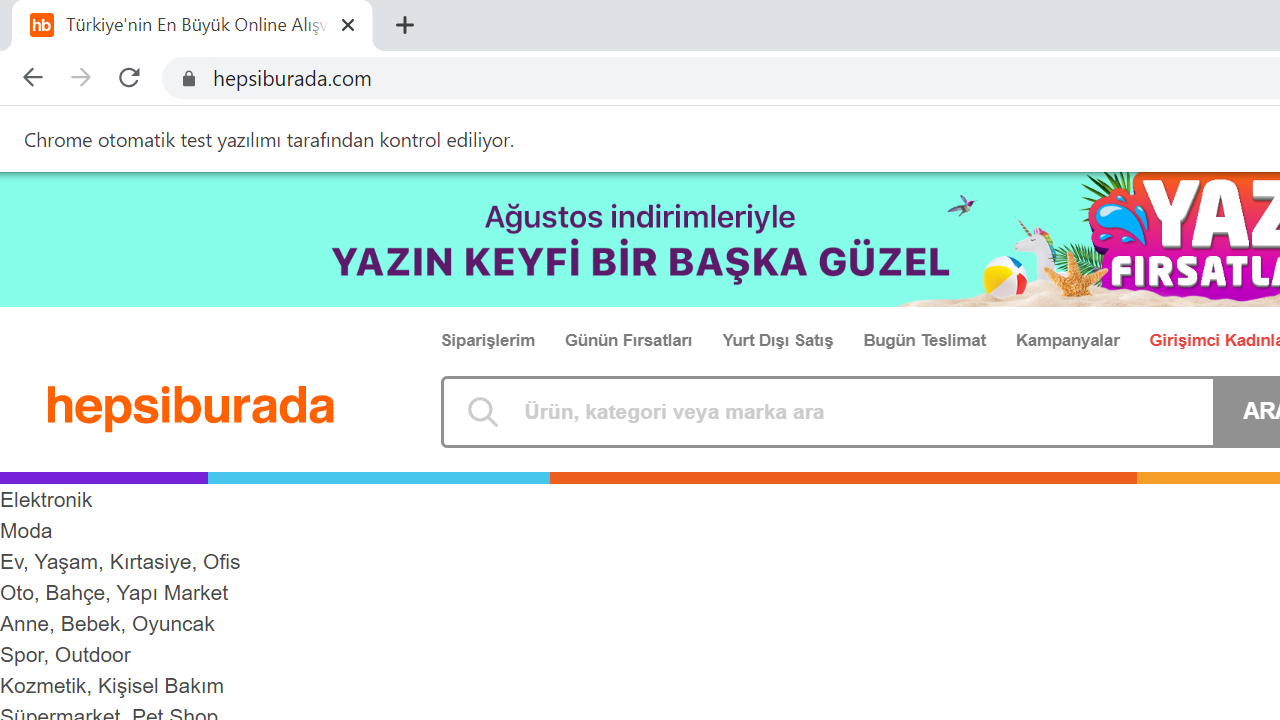 hb Türkiye'nin En Büyük Online Alışv
hepsiburada.com
Chrome otomatik test yazılımı tarafından kontrol ediliyor.
Ağustos indirimleriyle
YAZIN KEYFİ BİR BAŞKA GÜZEL
YAZ
FIRSATLA
Siparişlerim Günün Fırsatları Yurt Dışı Satış Bugün Teslimat Kampanyalar Girişimci Kadınla
hepsiburada
Ürün, kategori veya marka ara
ARA
Elektronik
Moda
Ev, Yaşam, Kırtasiye, Ofis
Oto, Bahçe, Yapı Market
Anne, Bebek, Oyuncak
Spor, Outdoor
Kozmetik, Kişisel Bakım
Süpermarket, Pet Shop